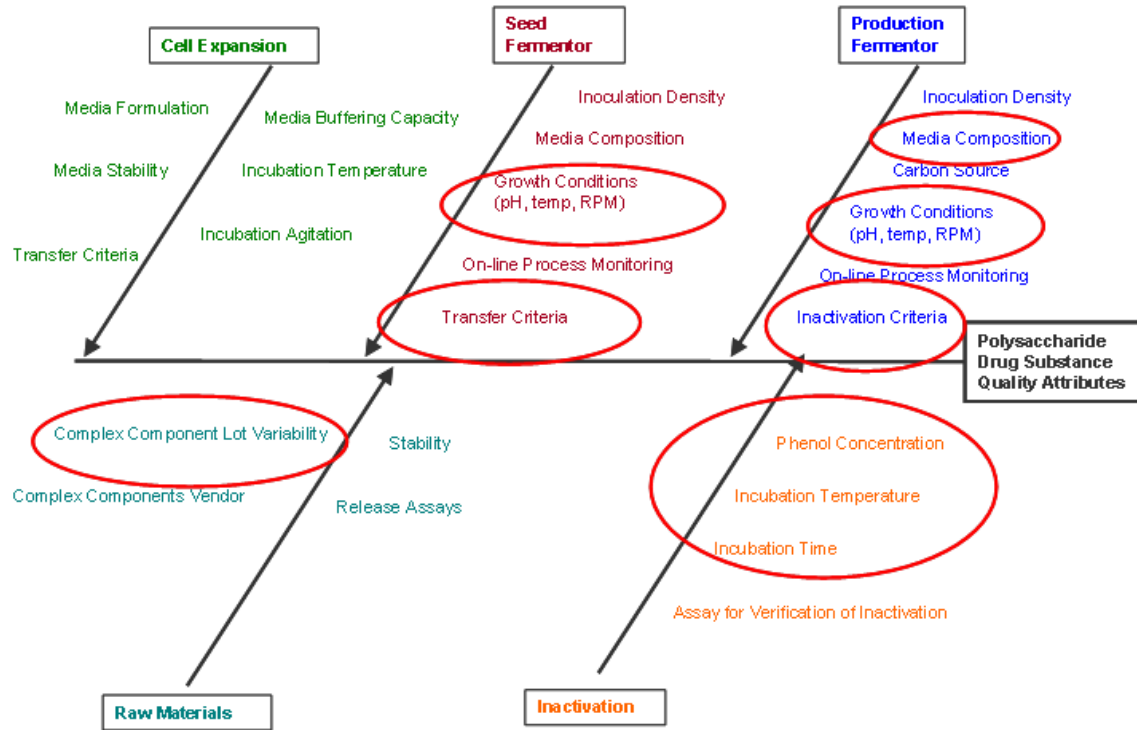 Cell Expansion
Seed
Fermentor
Production
Fermentor
Media Formulation
Media Buffering Capacity
Media Stability
Incubation Temperature
Incubation Agitation
Transfer Criteria
Inoculation Density
Media Composition
Growth Conditions
(pH, temp, RPM)
On-line Process Monitoring
Transfer Criteria
Inoculation Density
Media Composition
Carbon Source
Growth Conditions
(pH, temp, RPM)
On-line Process Monitoring
Inactivation Criteria
Polysaccharide
Drug Substance
Quality Attributes
Complex Component Lot Variability
Stability
Complex Components Vendor
Release Assays
Phenol Concentration
Incubation Temperature
Incubation Time
Assay for Verification of Inactivation
Raw Materials
Inactivation